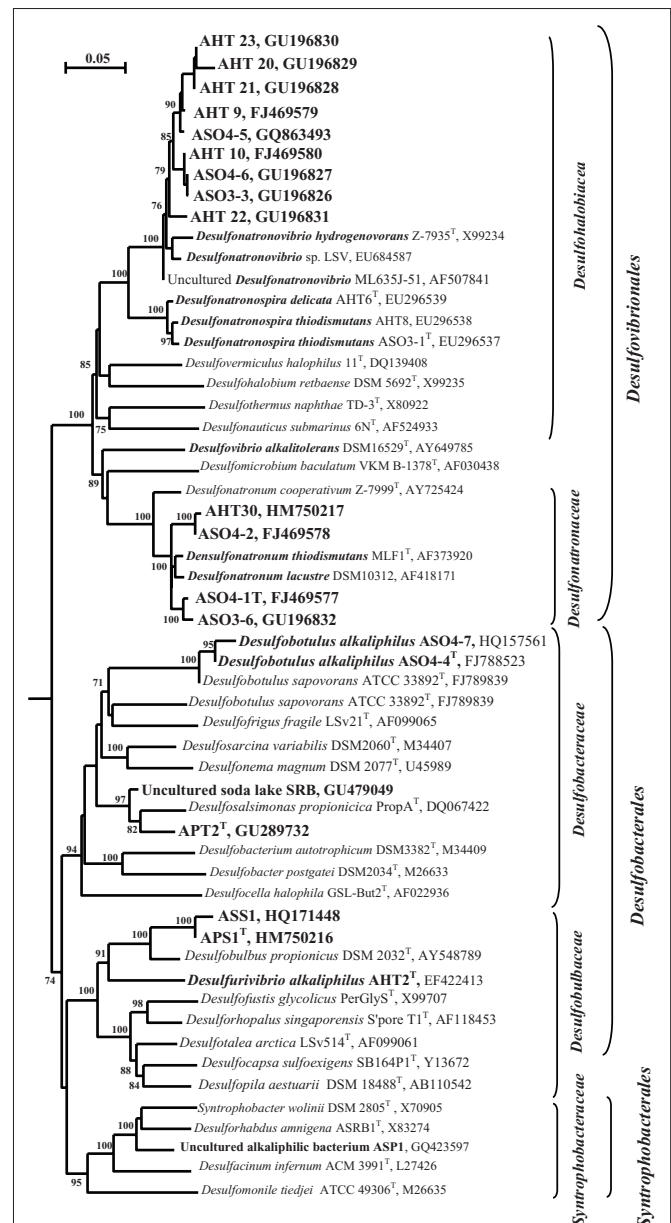 0.05
AHT 23, GU196830
AHT 20, GU196829
AHT 21, GU196828
90
AHT 9, FJ469579
85
ASO4-5, GQ863493
AHT 10, FJ469580
79
ASO4-6, GU196827
ASO3-3, GU196826
76
AHT 22, GU196831
100
Desulfonatronovibrio hydrogenovorans Z-7935T, X99234
Desulfonatronovibrio sp. LSV, EU684587
100
Uncultured Desulfonatronovibrio ML635J-51, AF507841
Desulfonatronospira delicata AHT6T, EU296539
100
Desulfonatronospira thiodismutans AHT8, EU296538
97
Desulfonatronospira thiodismutans ASO3-1T, EU296537
85
Desulfovermiculus halophilus 11T, DQ139408
Desulfohalobium retbaense DSM 5692T, X99235
100
Desulfothermus naphthae TD-3T, X80922
75
Desulfonauticus submarinus 6NT, AF524933
Desulfovibrio alkalitolerans DSM16529T, AY649785
Desulfomicrobium baculatum VKM B-1378T, AF030438
89
Desulfonatronum cooperativum Z-7999T, AY725424
100
AHT30, HM750217
100
ASO4-2, FJ469578
Densulfonatronum thiodismutans MLF1T, AF373920
100
Desulfonatronum lacustre DSM10312, AF418171
ASO4-1T, FJ469577
100
ASO3-6, GU196832
95
Desulfobotulus alkaliphilus ASO4-7, HQ157561
100
Desulfobotulus alkaliphilus ASO4-4T, FJ788523
71
Desulfobotulus sapovorans ATCC 33892T, FJ789839
Desulfobotulus sapovorans ATCC 33892T, FJ789839
Desulfofrigus fragile LSv21T, AF099065
100
Desulfosarcina variabilis DSM2060T, M34407
Desulfonema magnum DSM 2077T, U45989
Uncultured soda lake SRB, GU479049
97
Desulfosalsimonas propionicica PropAT, DQ067422
82
APT2T, GU289732
94
Desulfobacterium autotrophicum DSM3382T, M34409
100
Desulfobacter postgatei DSM2034T, M26633
Desulfocella halophila GSL-But2T, AF022936
100
ASS1, HQ171448
100
APS1T, HM750216
91
Desulfobulbus propionicus DSM 2032T, AY548789
74
Desulfurivibrio alkaliphilus AHT2T, EF422413
100
98
Desulfofustis glycolicus PerGlyST, X99707
Desulforhopalus singaporensis S'pore T1T, AF118453
100
Desulfotalea arctica LSv514T, AF099061
88
Desulfocapsa sulfoexigens SB164P1T, Y13672
84
Desulfopila aestuarii DSM 18488T, AB110542
Syntrophobacter wolinii DSM 2805T, X70905
Desulforhabdus amnigena ASRB1T, X83274
100
Uncultured alkaliphilic bacterium ASP1, GQ423597
Desulfacinum infernum ACM 3991T, L27426
95
Desulfomonile tiedjei ATCC 49306T, M26635
Desulfohalobiacea
Desulfonatronaceae
Desulfobacteraceae
Desulfobulbaceae
Syntrophobacteraceae
Desulfovibrionales
Desulfobacterales
Syntrophobacterales